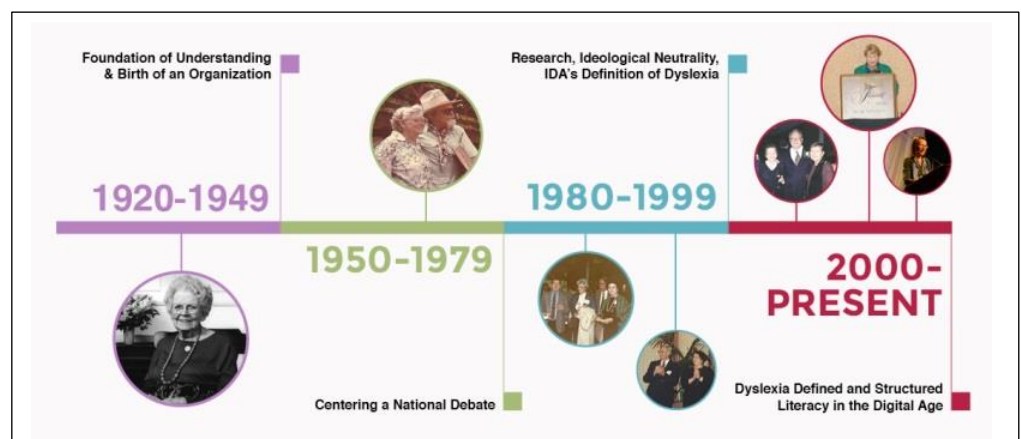 Foundation of Understanding
& Birth of an Organization
1920-1949
1950-1979
Centering a National Debate
Research, Ideological Neutrality,
IDA's Definition of Dyslexia
1980-1999
2000-
PRESENT
Dyslexia Defined and Structured
Literacy in the Digital Age